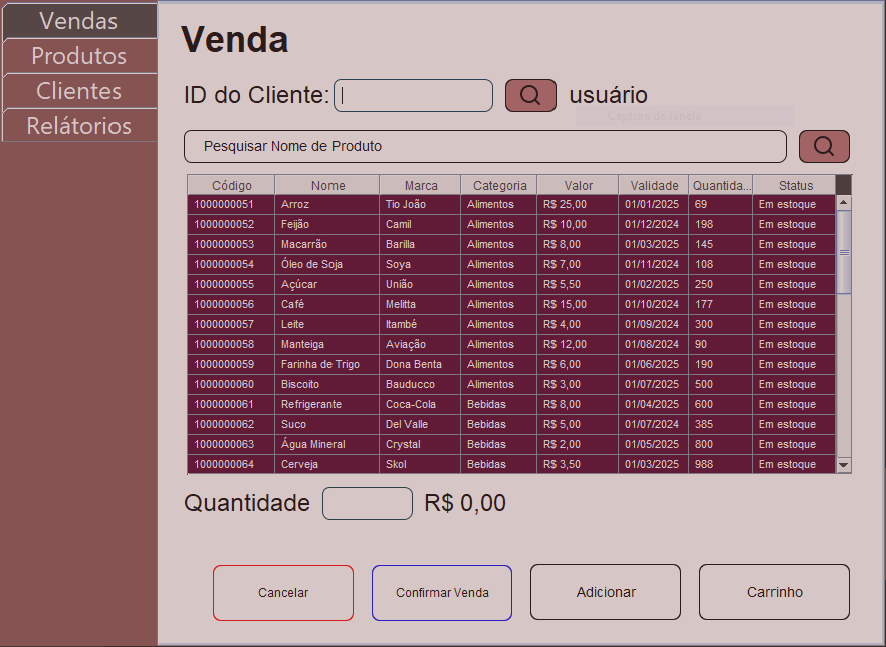 Vendas
Produtos
Clientes
Relátorios
Venda
ID do Cliente:
usuário
Captura de Janela
Pesquisar Nome de Produto
Código Nome Marca Categoria Valor Validade Quantida... Status
1000000051 Arroz Tio João Alimentos R$ 25,00 01/01/2025 69 Em estoque
1000000052 Feijão Camil Alimentos R$ 10,00 01/12/2024 198 Em estoque
1000000053 Macarrão Barilla Alimentos R$ 8,00 01/03/2025 145 Em estoque
1000000054 Óleo de Soja Soya Alimentos R$ 7,00 01/11/2024 108 Em estoque
1000000055 Açúcar União Alimentos R$ 5,50 01/02/2025 250 Em estoque
1000000056 Café Melitta Alimentos R$ 15,00 01/10/2024 177 Em estoque
1000000057 Leite Itambé Alimentos R$ 4,00 01/09/2024 300 Em estoque
1000000058 Manteiga Aviação Alimentos R$ 12,00 01/08/2024 90 Em estoque
1000000059 Farinha de Trigo Dona Benta Alimentos R$ 6,00 01/06/2025 190 Em estoque
1000000060 Biscoito Bauducco Alimentos R$ 3,00 01/07/2025 500 Em estoque
1000000061 Refrigerante Coca-Cola Bebidas R$ 8,00 01/04/2025 600 Em estoque
1000000062 Suco Del Valle Bebidas R$ 5,00 01/07/2024 385 Em estoque
1000000063 Água Mineral Crystal Bebidas R$ 2,00 01/05/2025 800 Em estoque
1000000064 Cerveja Skol Bebidas R$ 3,50 01/03/2025 988 Em estoque
Quantidade R$ 0,00
Cancelar
Confirmar Venda
Adicionar
Carrinho